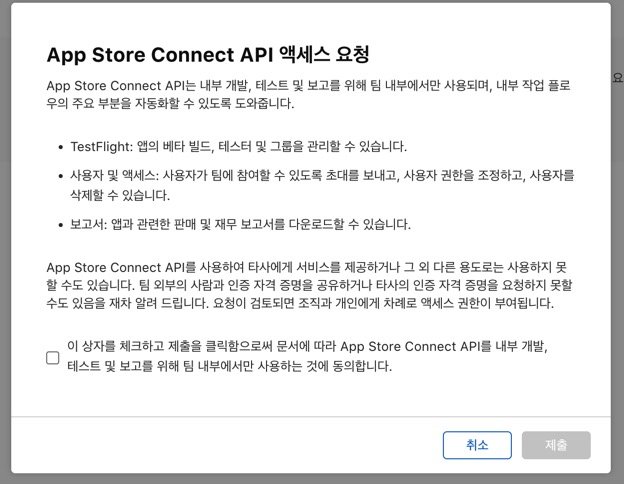 App Store Connect API 액세스 요청
App Store Connect API는 내부 개발, 테스트 및 보고를 위해 팀 내부에서만 사용되며, 내부 작업 플로
우의 주요 부분을 자동화할 수 있도록 도와줍니다.
• TestFlight: 앱의 베타 빌드, 테스터 및 그룹을 관리할 수 있습니다.
• 사용자 및 액세스: 사용자가 팀에 참여할 수 있도록 초대를 보내고, 사용자 권한을 조정하고, 사용자를
삭제할 수 있습니다.
• 보고서: 앱과 관련한 판매 및 재무 보고서를 다운로드할 수 있습니다.
App Store Connect API를 사용하여 타사에게 서비스를 제공하거나 그 외 다른 용도로는 사용하지 못
할 수도 있습니다. 팀 외부의 사람과 인증 자격 증명을 공유하거나 타사의 인증 자격 증명을 요청하지 못할
수도 있음을 재차 알려 드립니다. 요청이 검토되면 조직과 개인에게 차례로 액세스 권한이 부여됩니다.
이 상자를 체크하고 제출을 클릭함으로써 문서에 따라 App Store Connect API를 내부 개발,
테스트 및 보고를 위해 팀 내부에서만 사용하는 것에 동의합니다.
취소
제출
요